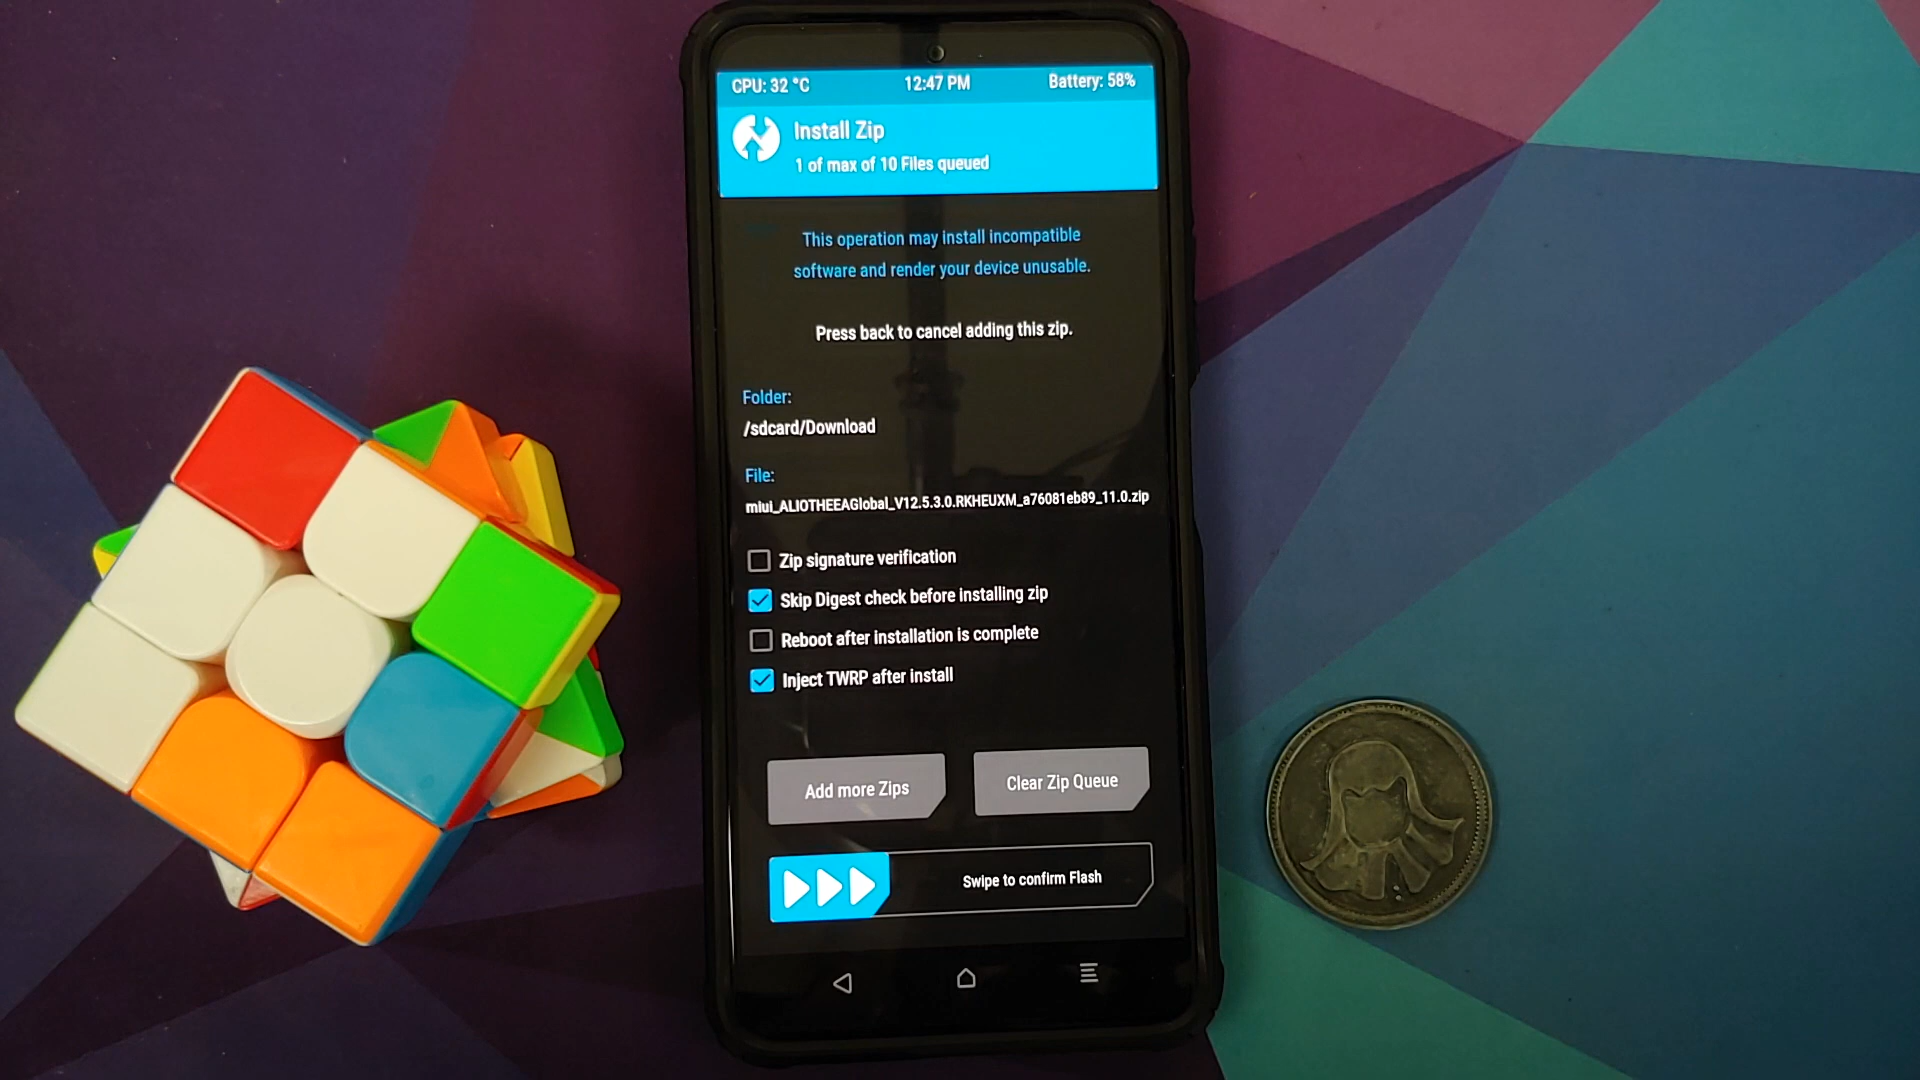 CPU: 32 °C 12:47 PM Battery: 58%
Install Zip
1 of max of 10 Files queued
This operation may install incompatible
software and render your device unusable.
Press back to cancel adding this zip.
Folder:
/sdcard/Download
File:
miui_ALIOTHEEAGlobal_V12.5.3.0.RKHEUXM_a76081eb89_11.0.zip
Zip signature verification
Skip Digest check before installing zip
Reboot after installation is complete
Inject TWRP after install
Add more Zips
Clear Zip Queue
Swipe to confirm Flash